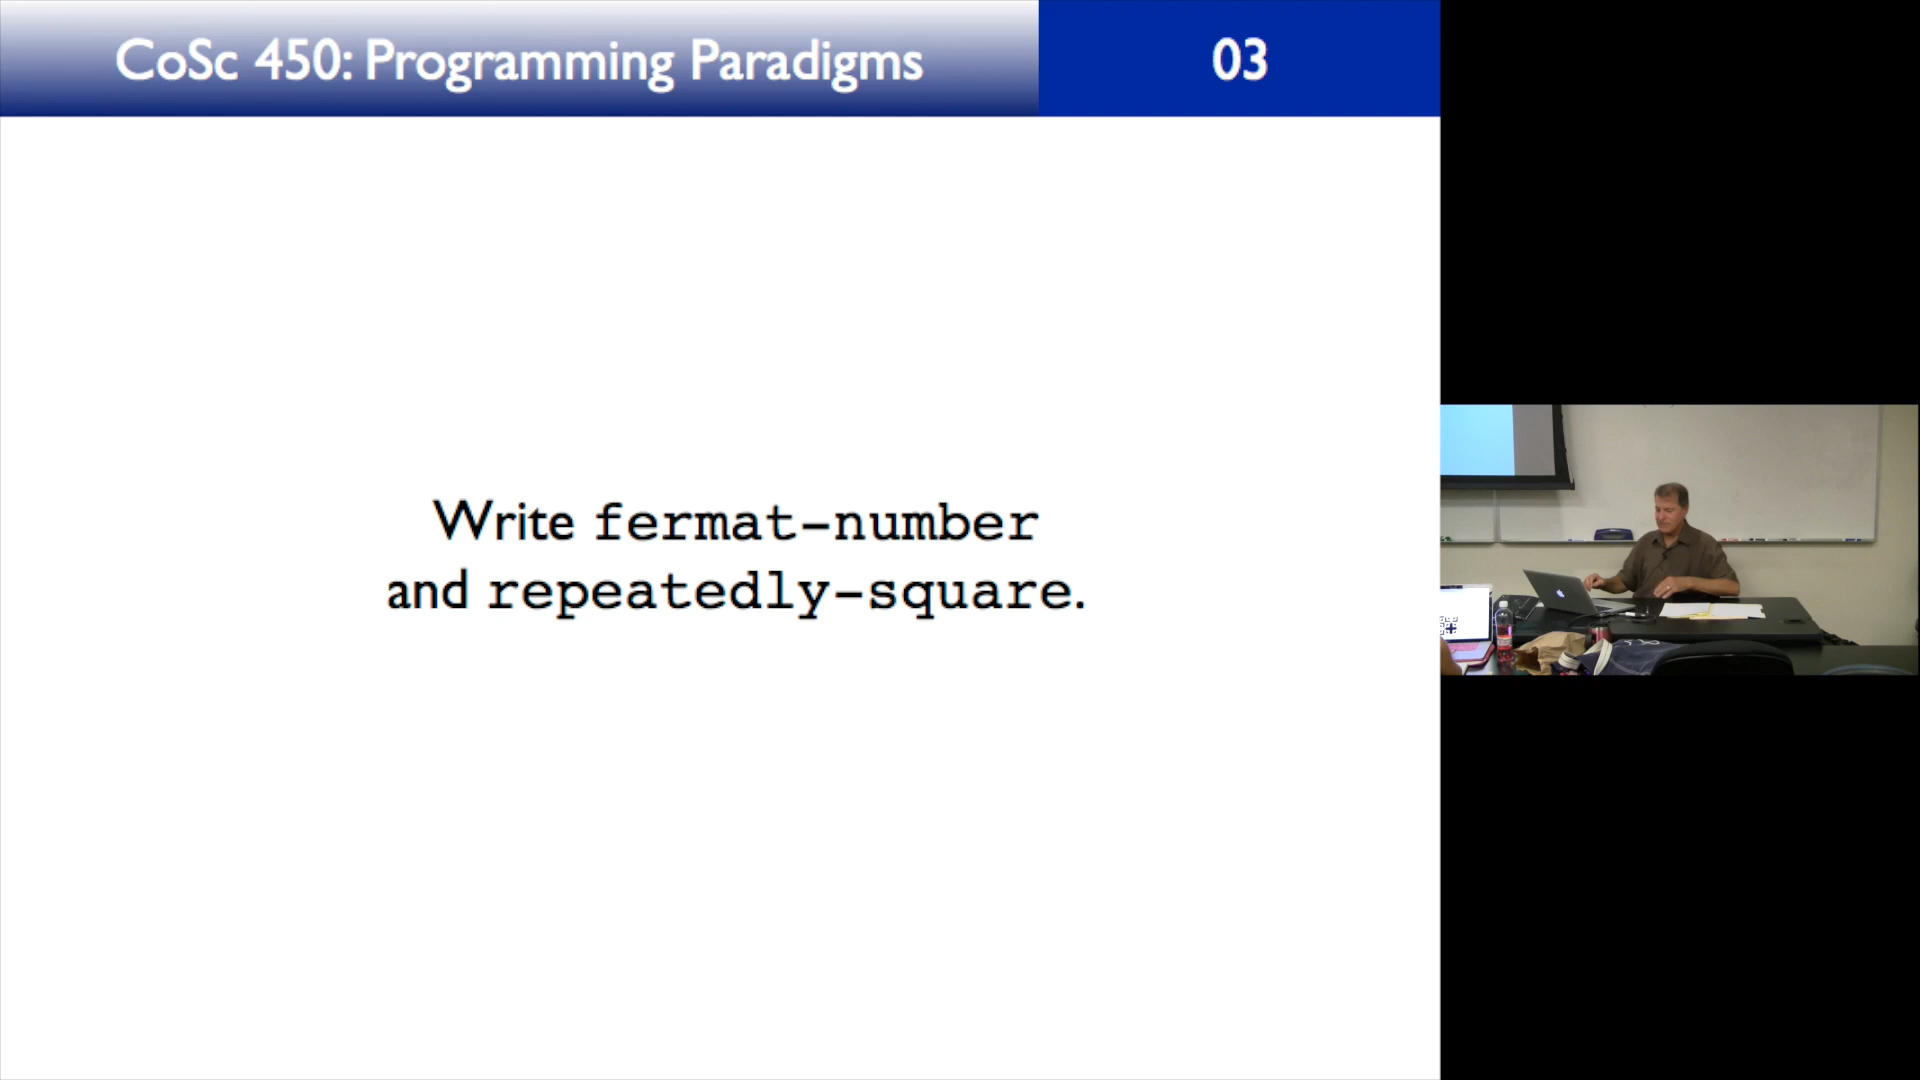 CoSc 450: Programming Paradigms
03
Write fermat-number
and repeatedly-square.